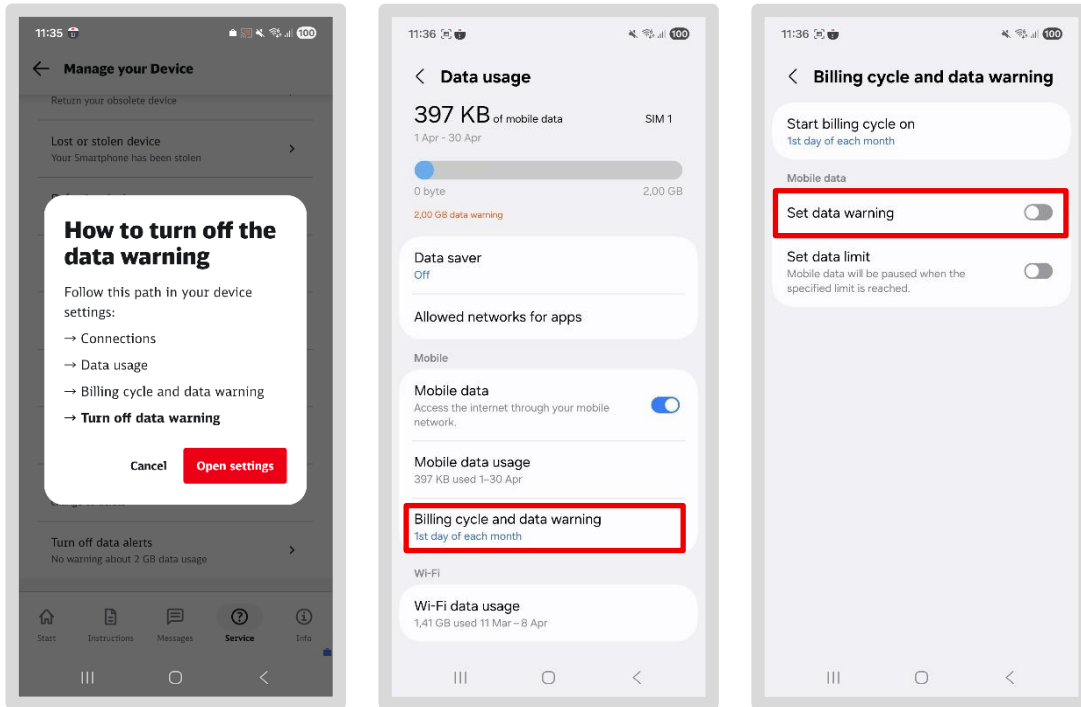 11:35
100
Manage your Device
Return your obsolete device
Lost or stolen device
Your Smartphone has been stolen
How to turn off the
data warning
Follow this path in your device
settings:
→ Connections
→ Data usage
→ Billing cycle and data warning
→ Turn off data warning
Cancel
Open settings
Turn off data alerts
No warning about 2 GB data usage
Start
Instructions
Messages
Service
Info
11:36
100
Data usage
397 KB of mobile data
SIM 1
1 Apr - 30 Apr
0 byte
2,00 GB
2,00 GB data warning
Data saver
Off
Allowed networks for apps
Mobile
Mobile data
Access the internet through your mobile
network.
Mobile data usage
397 KB used 1–30 Apr
Billing cycle and data warning
1st day of each month
Wi-Fi
Wi-Fi data usage
1,41 GB used 11 Mar – 8 Apr
11:36
100
Billing cycle and data warning
Start billing cycle on
1st day of each month
Mobile data
Set data warning
Set data limit
Mobile data will be paused when the
specified limit is reached.